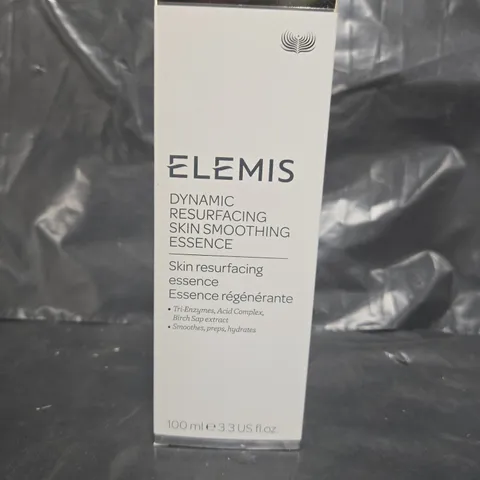 ELEMIS
DYNAMIC
RESURFACING
SKIN SMOOTHING
ESSENCE
Skin resurfacing
essence
Essence régénérante
• Tri-Enzymes, Acid Complex,
Birch Sap extract
• Smoothes, preps, hydrates
100 ml ℮ 3.3 US fl.oz